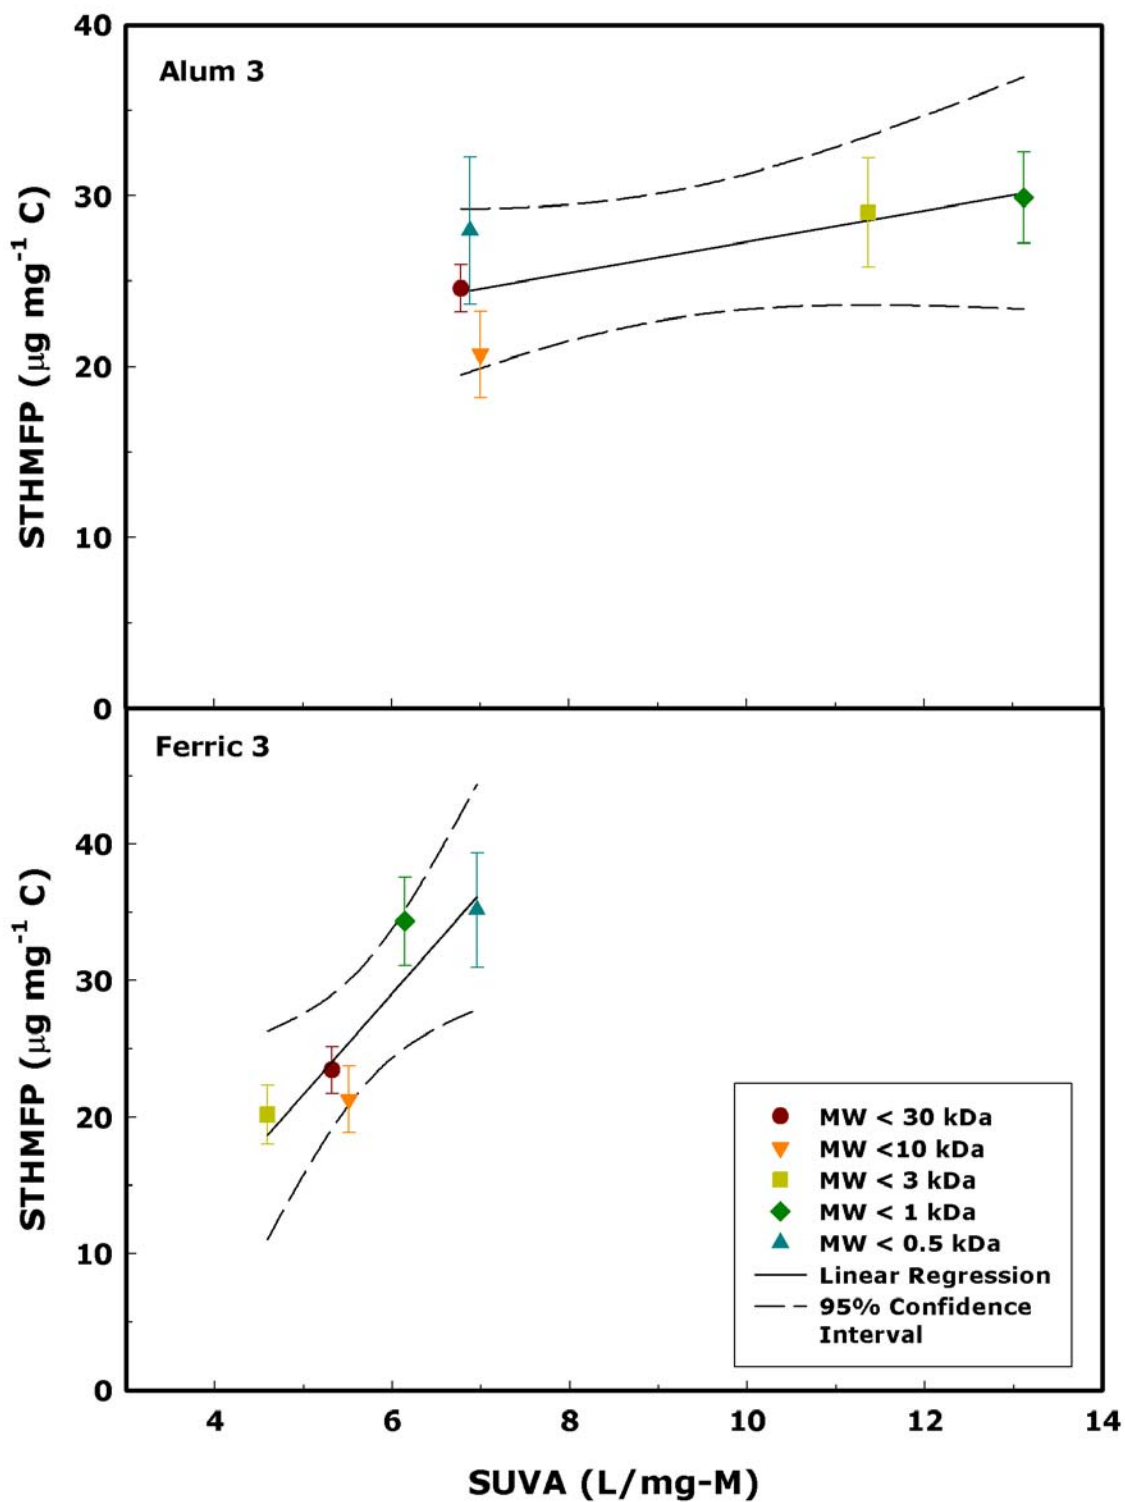 Alum 3
STHMFP (μg mg⁻¹ C)
40
30
20
10
0
Ferric 3
STHMFP (μg mg⁻¹ C)
40
30
20
10
0
MW < 30 kDa
MW <10 kDa
MW < 3 kDa
MW < 1 kDa
MW < 0.5 kDa
Linear Regression
95% Confidence
Interval
4 6 8 10 12 14
SUVA (L/mg-M)